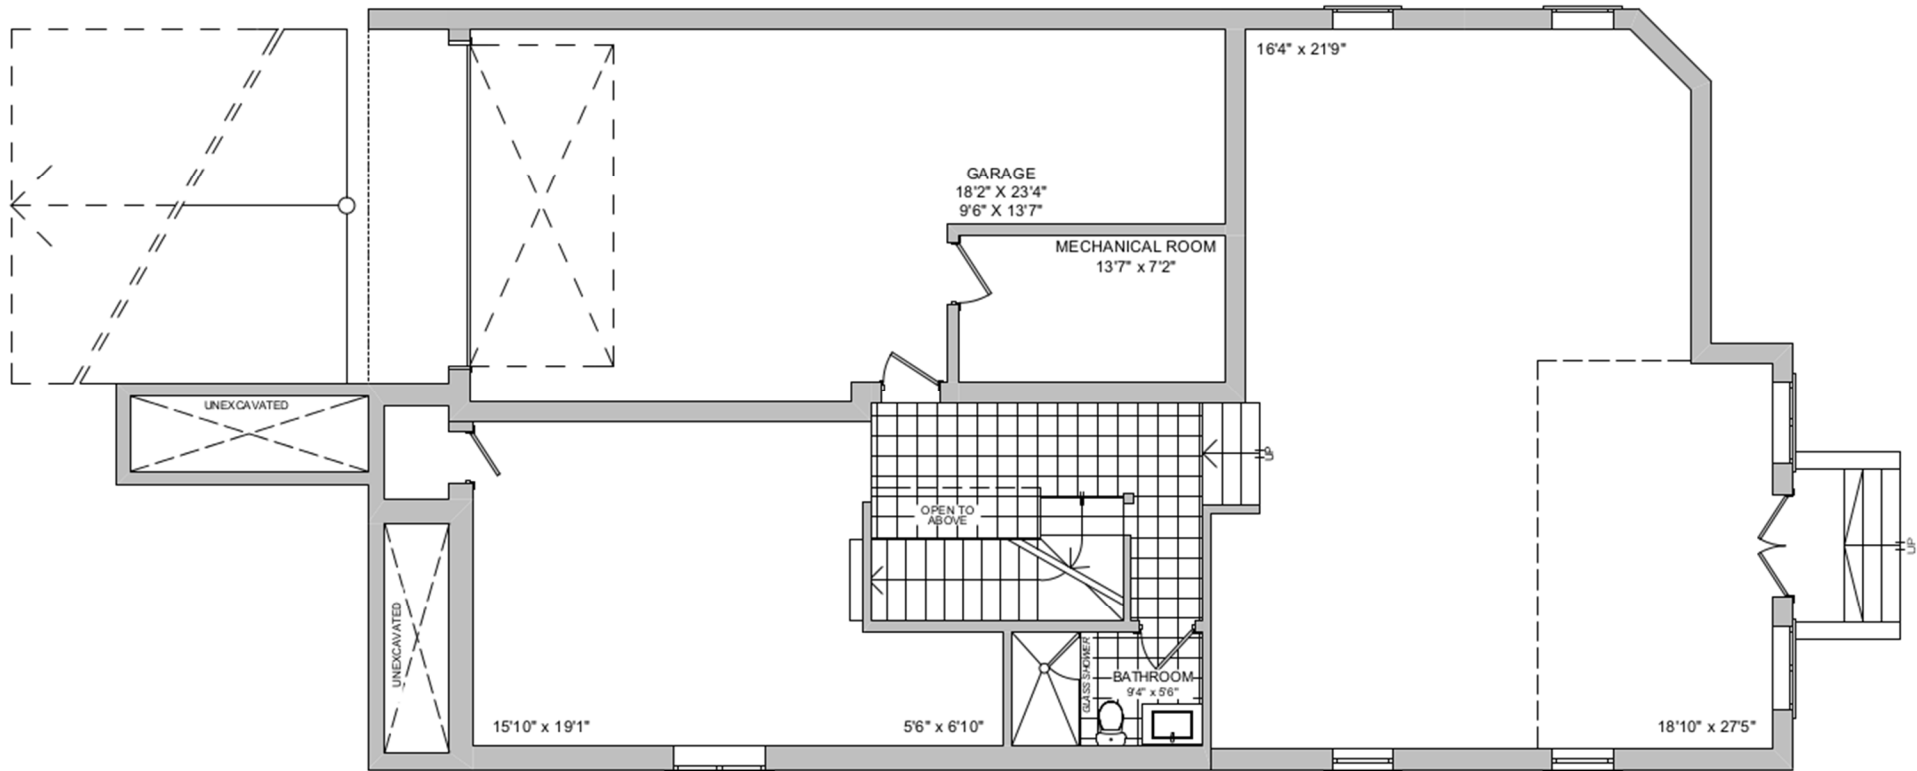 16'4" x 21'9"
GARAGE
18'2" X 23'4"
9'6" X 13'7"
MECHANICAL ROOM
13'7" x 7'2"
UNEXCAVATED
UP
OPEN TO
ABOVE
UP
UNEXCAVATED
GLASS SHOWER
BATHROOM
9'4" x 5'6"
15'10" x 19'1"
5'6" x 6'10"
18'10" x 27'5"